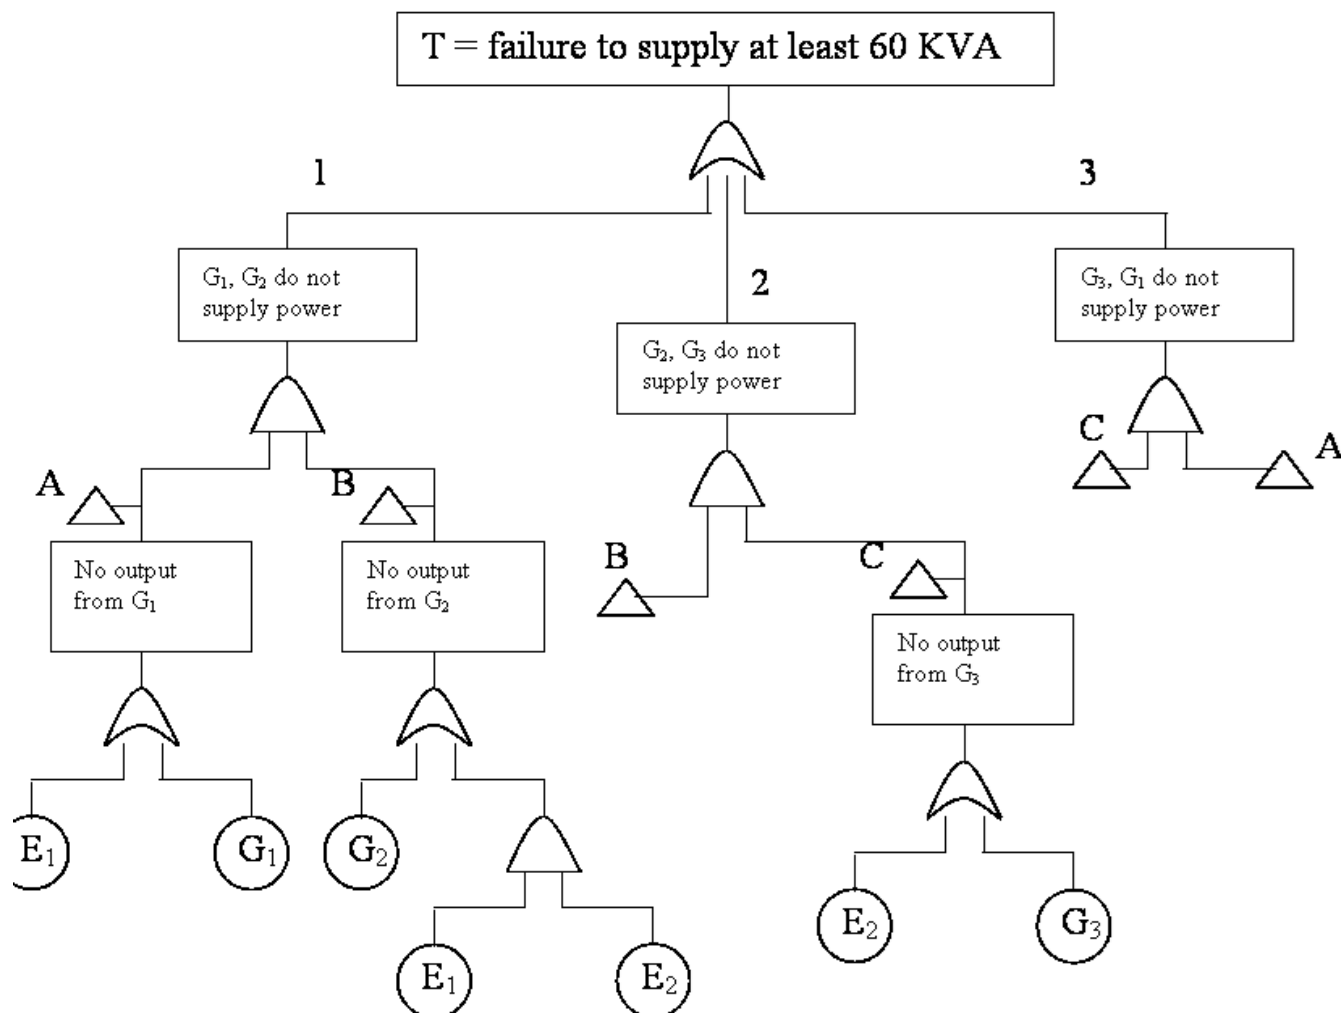 T = failure to supply at least 60 KVA
1
3
G₁, G₂ do not
supply power
2
G₃, G₁ do not
supply power
G₂, G₃ do not
supply power
C
A
A
B
B
C
No output
from G₁
No output
from G₂
No output
from G₃
E₁
G₁
G₂
E₂
G₃
E₁
E₂